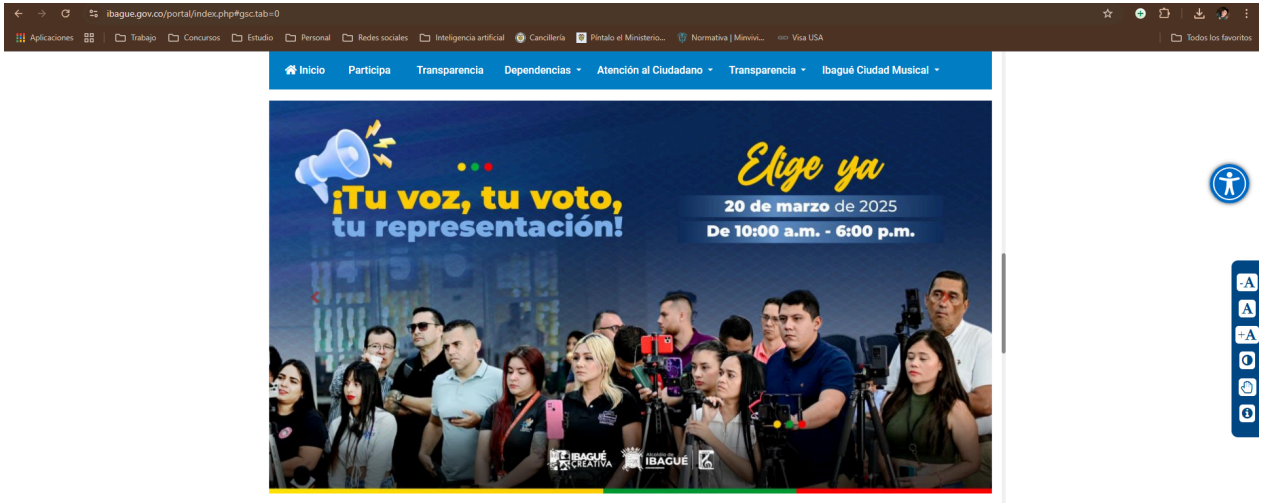 ibague.gov.co/portal/index.php#gsc.tab=0
Aplicaciones Trabajo Concursos Estudio Personal Redes sociales Inteligencia artificial Cancillería Píntalo el Ministerio... Normativa | Minvivi... Visa USA Todos los favoritos
Inicio Participa Transparencia Dependencias Atención al Ciudadano Transparencia Ibagué Ciudad Musical
¡Tu voz, tu voto,
tu representación!
Elige ya
20 de marzo de 2025
De 10:00 a.m. - 6:00 p.m.
-A
A
+A
IBAGUÉ
CREATIVA
Alcaldía de
IBAGUÉ